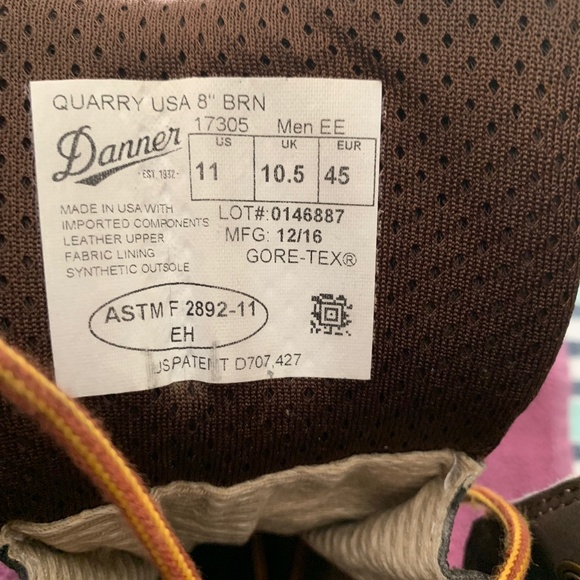 QUARRY USA 8" BRN
17305 Men EE
Danner
-EST. 1932-
US UK EUR
11 10.5 45
MADE IN USA WITH
IMPORTED COMPONENTS
LEATHER UPPER
FABRIC LINING
SYNTHETIC OUTSOLE
LOT#:0146887
MFG: 12/16
GORE-TEX®
ASTM F 2892-11
EH
US PATENT D707,427